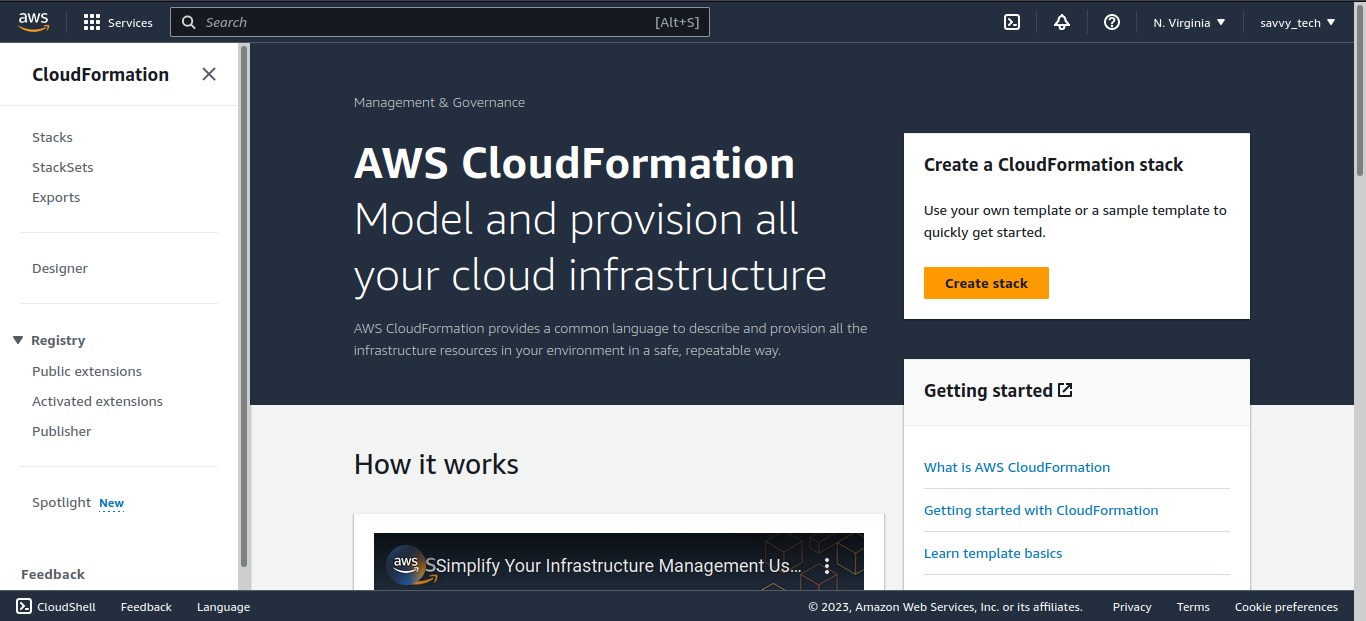 aws
Services
Search
[Alt+S]
N. Virginia
savvy_tech
CloudFormation
Stacks
StackSets
Exports
Designer
Registry
Public extensions
Activated extensions
Publisher
Spotlight New
Feedback
Management & Governance
AWS CloudFormation
Model and provision all
your cloud infrastructure
AWS CloudFormation provides a common language to describe and provision all the
infrastructure resources in your environment in a safe, repeatable way.
Create a CloudFormation stack
Use your own template or a sample template to
quickly get started.
Create stack
Getting started
What is AWS CloudFormation
Getting started with CloudFormation
Learn template basics
How it works
aws
SSimplify Your Infrastructure Management Us...
CloudShell
Feedback
Language
© 2023, Amazon Web Services, Inc. or its affiliates.
Privacy
Terms
Cookie preferences